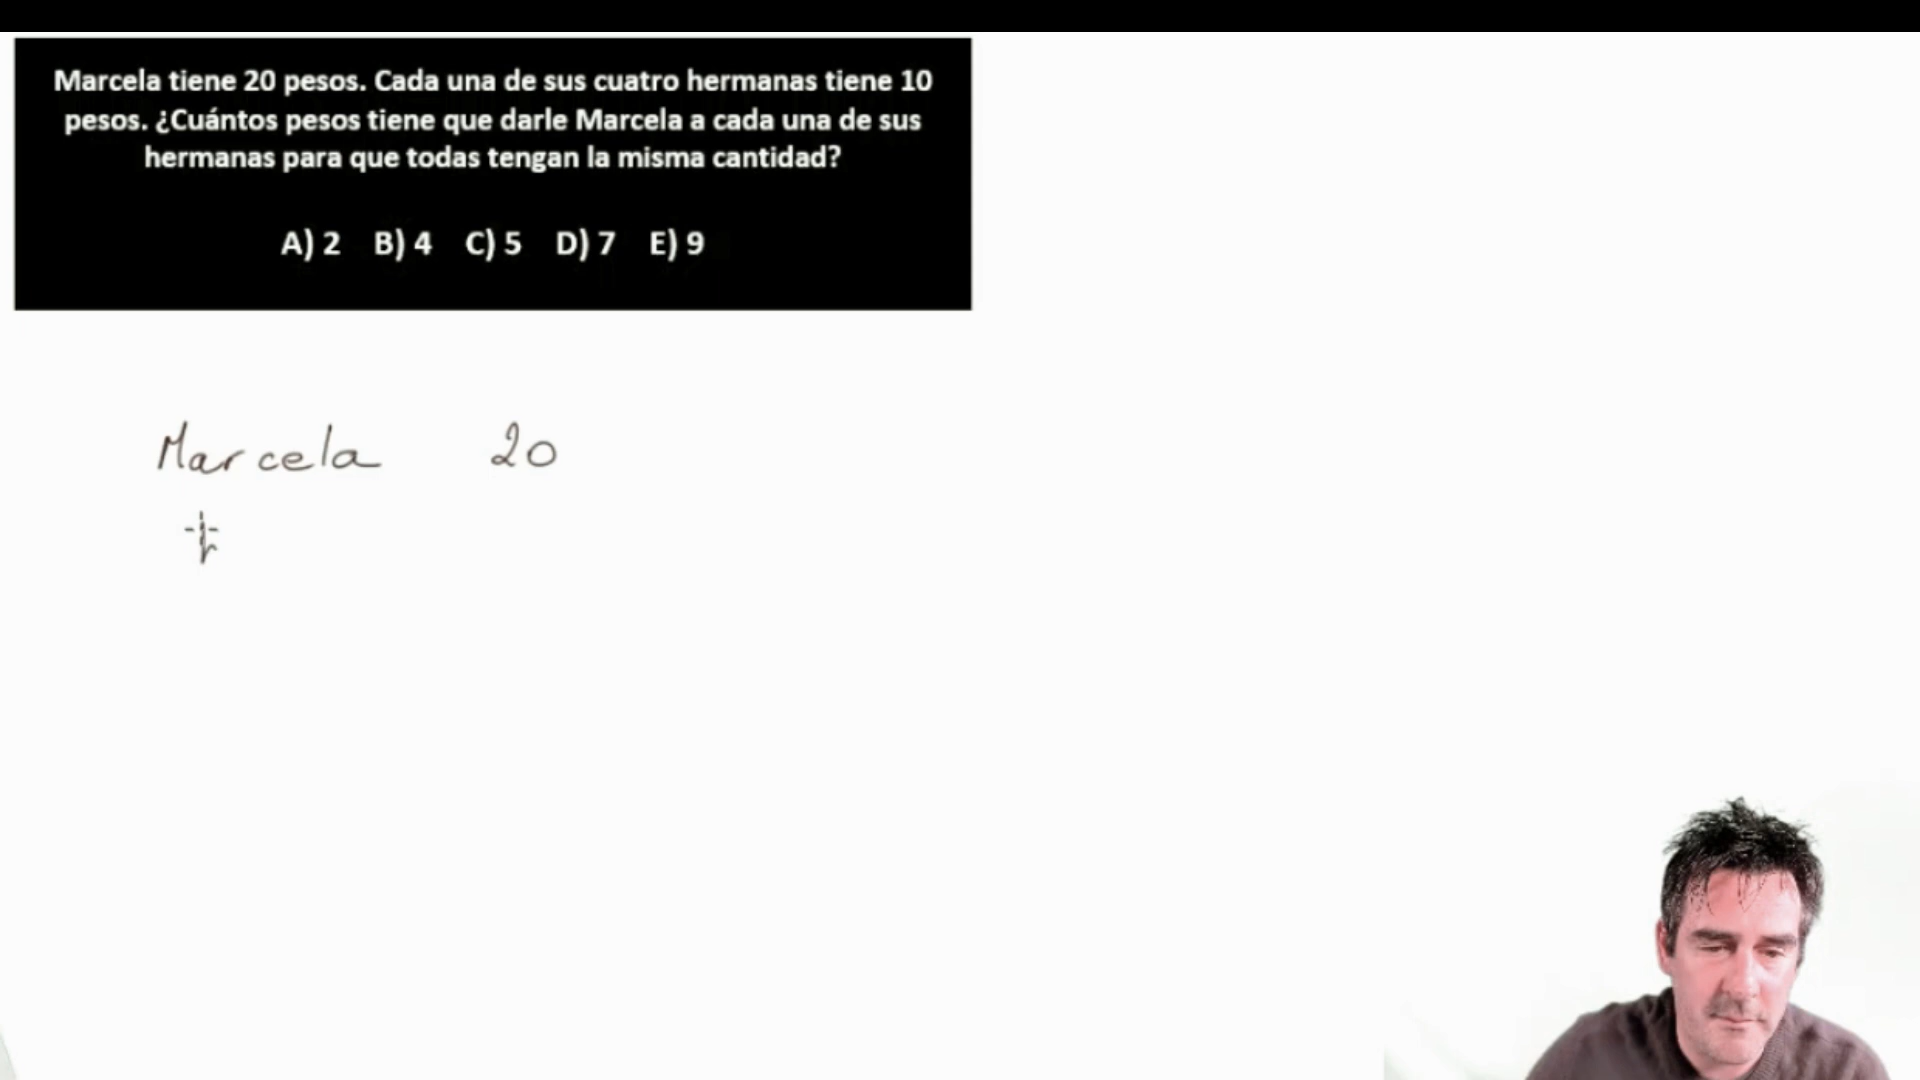 Marcela tiene 20 pesos. Cada una de sus cuatro hermanas tiene 10
pesos. ¿Cuántos pesos tiene que darle Marcela a cada una de sus
hermanas para que todas tengan la misma cantidad?
A) 2 B) 4 C) 5 D) 7 E) 9
Marcela 20